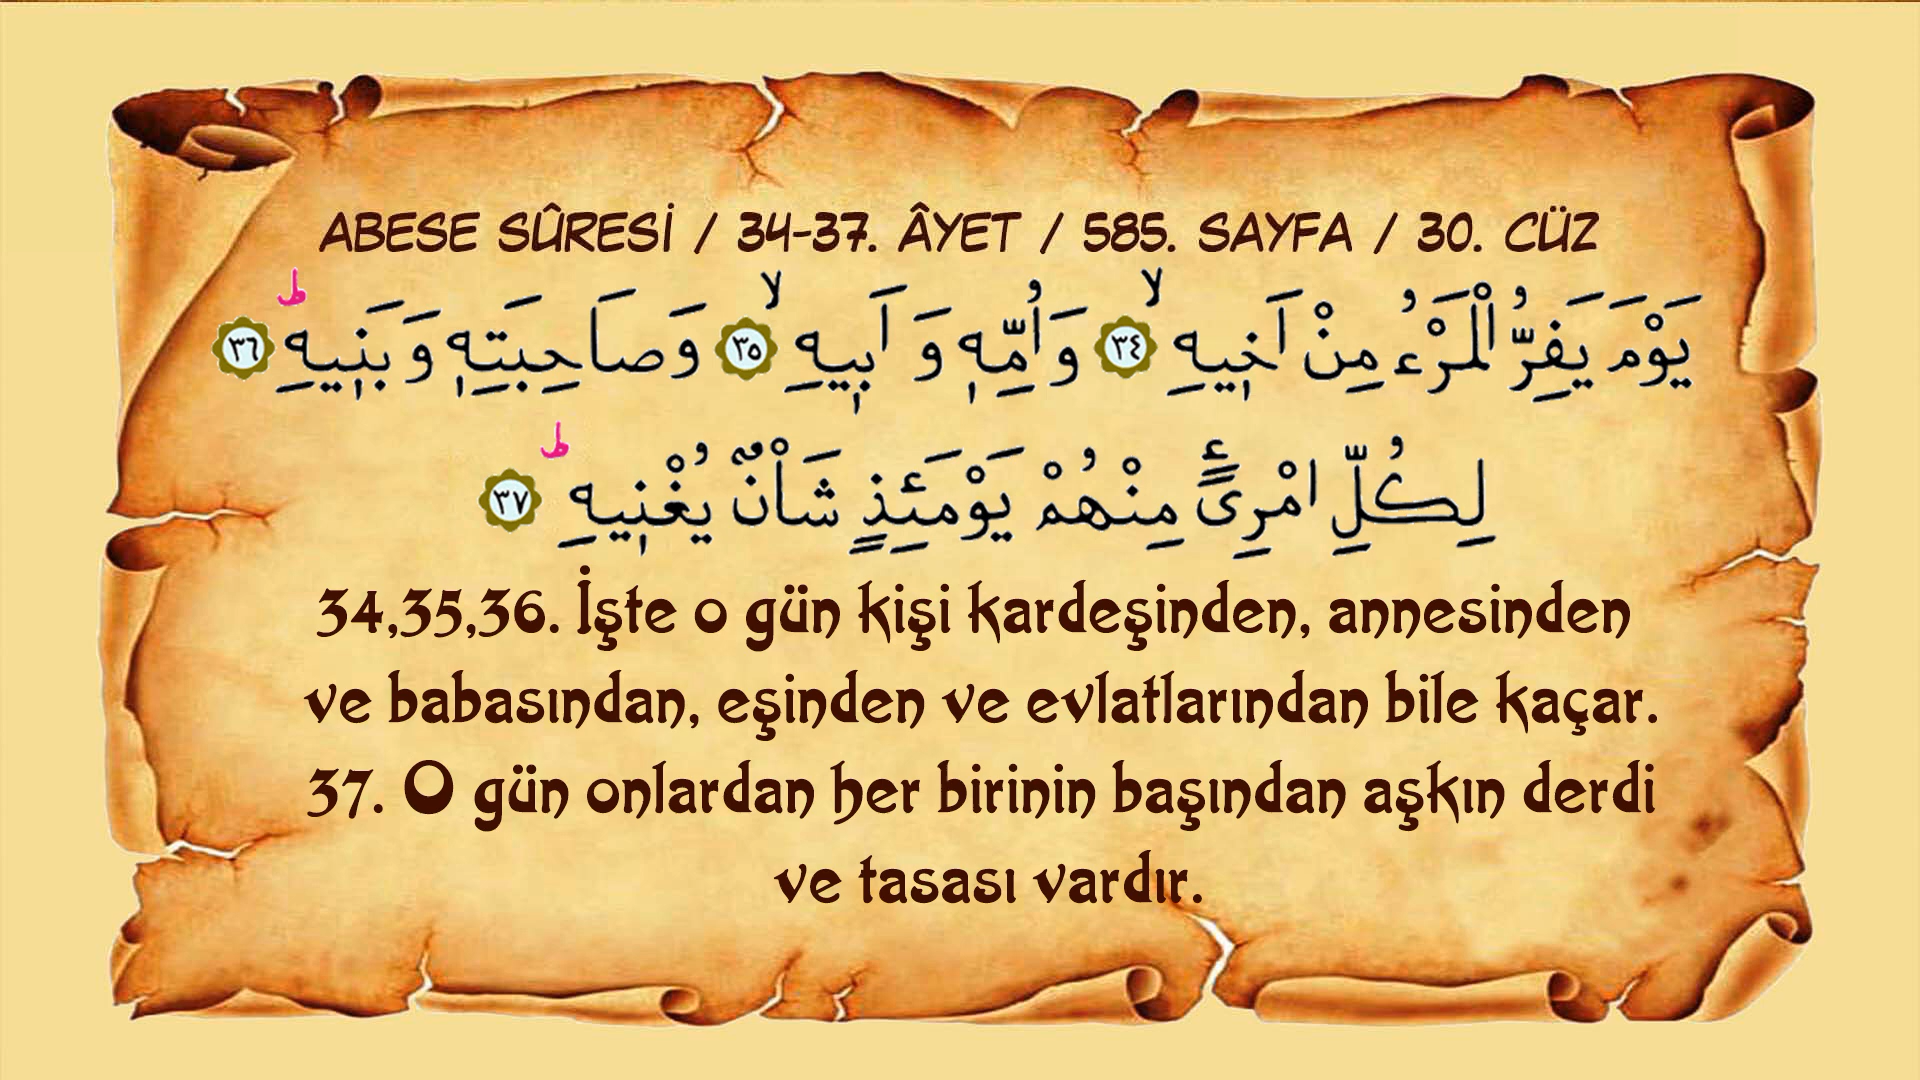 ABESE SÛRESİ / 34-37. ÂYET / 585. SAYFA / 30. CÜZ
يَوْمَ يَفِرُّ الْمَرْءُ مِنْ اَخ۪يهِۙ ﴿٣٤﴾ وَاُمِّه۪ وَاَب۪يهِۙ ﴿٣٥﴾ وَصَاحِبَتِه۪ وَبَن۪يهِۜ ﴿٣٦﴾
لِكُلِّ امْرِئٍ مِنْهُمْ يَوْمَئِذٍ شَأْنٌ يُغْن۪يهِۜ ﴿٣٧﴾
34,35,36. İşte o gün kişi kardeşinden, annesinden
ve babasından, eşinden ve evlatlarından bile kaçar.
37. O gün onlardan her birinin başından aşkın derdi
ve tasası vardır.